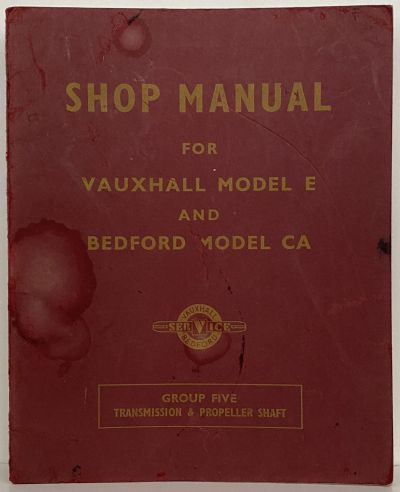 SHOP MANUAL
FOR
VAUXHALL MODEL E
AND
BEDFORD MODEL CA
VAUXHALL
SERVICE
BEDFORD
GROUP FIVE
TRANSMISSION & PROPELLER SHAFT